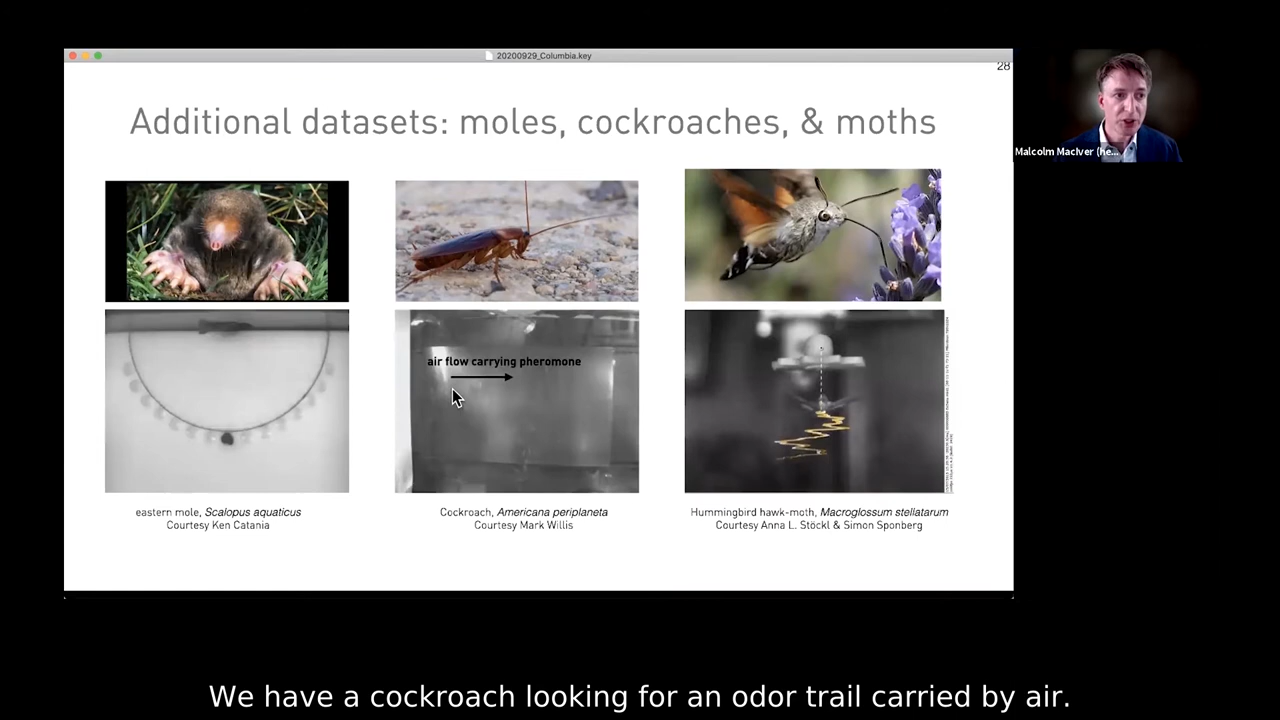 20200929_Columbia.key
28
Additional datasets: moles, cockroaches, & moths
Malcolm MacIver (he...
air flow carrying pheromone
eastern mole, Scalopus aquaticus
Courtesy Ken Catania
Cockroach, Americana periplaneta
Courtesy Mark Willis
Hummingbird hawk-moth, Macroglossum stellatarum
Courtesy Anna L. Stöckl & Simon Sponberg
We have a cockroach looking for an odor trail carried by air.